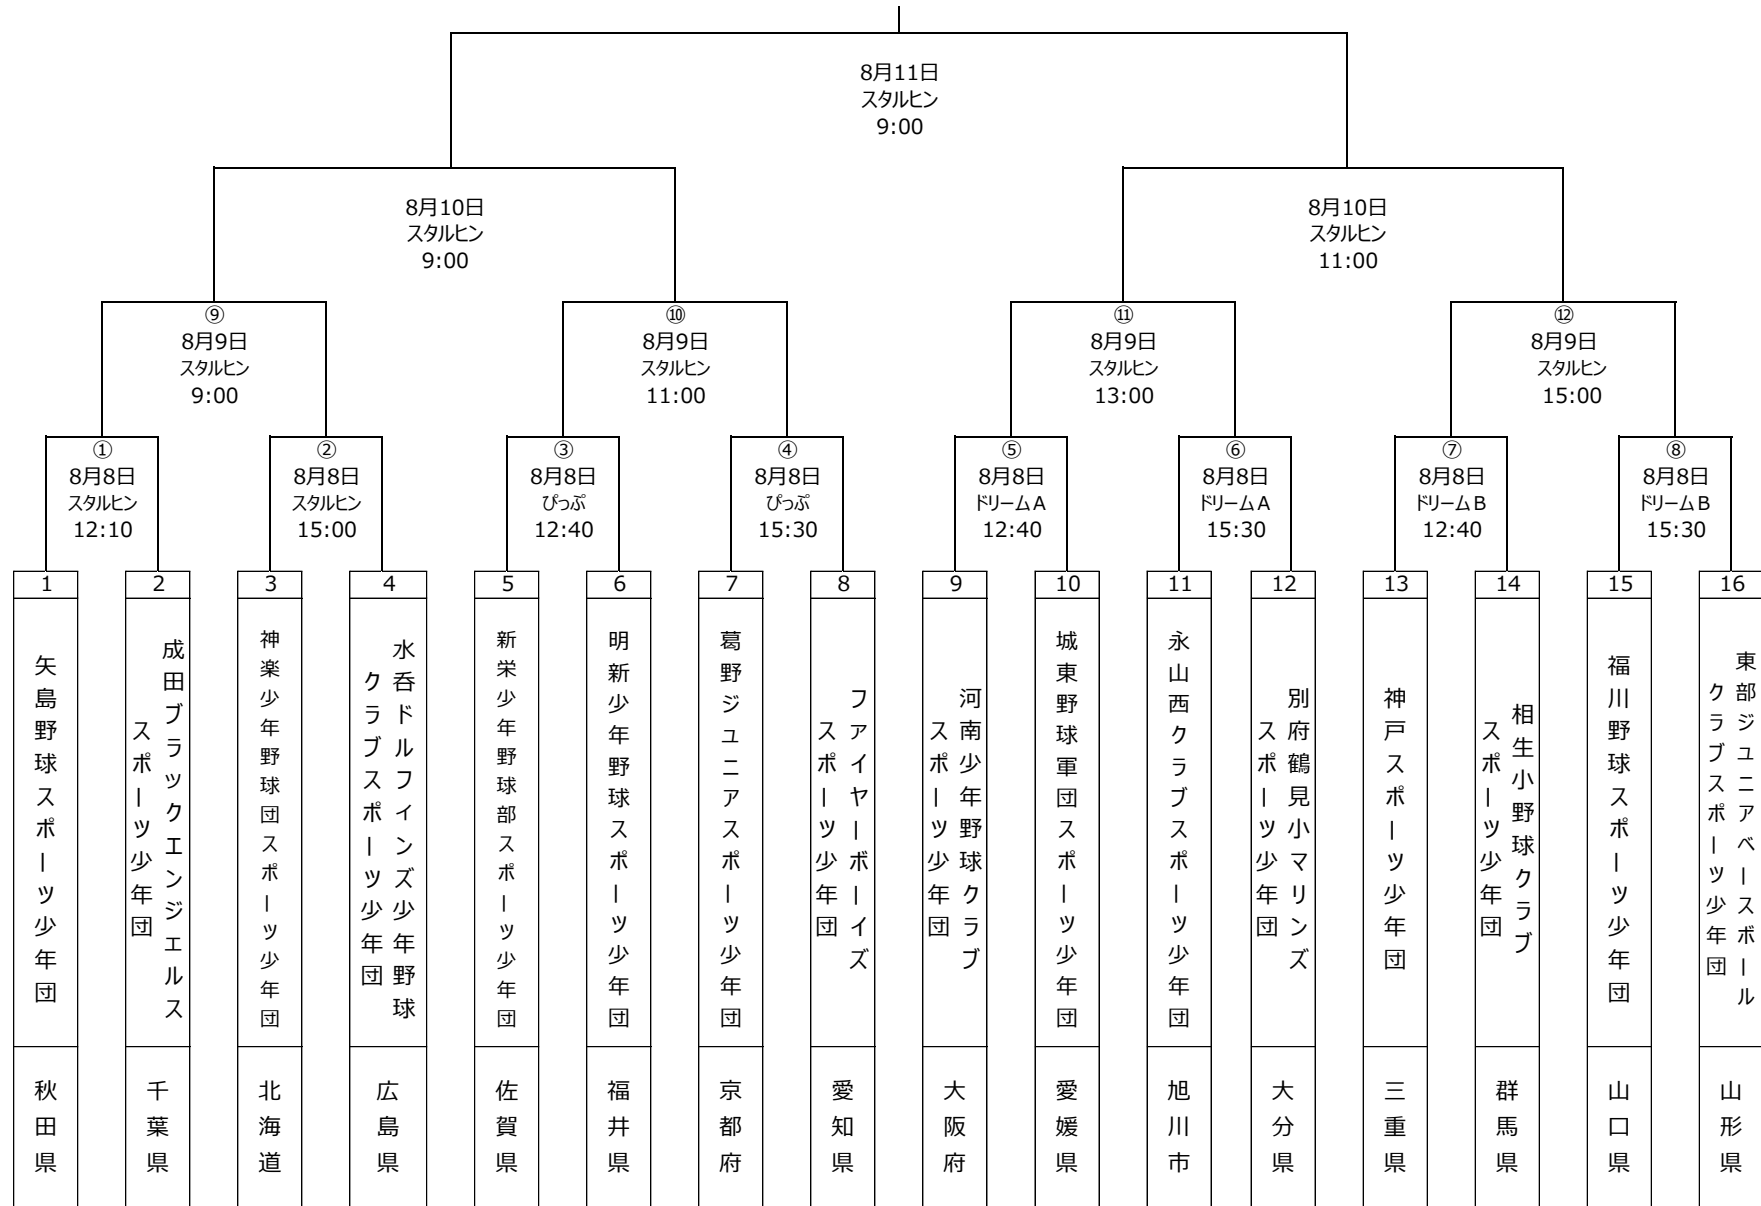 8月11日
スタルヒン
9:00
8月10日
スタルヒン
9:00
8月10日
スタルヒン
11:00
⑨
8月9日
スタルヒン
9:00
⑩
8月9日
スタルヒン
11:00
⑪
8月9日
スタルヒン
13:00
⑫
8月9日
スタルヒン
15:00
①
8月8日
スタルヒン
12:10
②
8月8日
スタルヒン
15:00
③
8月8日
ぴっぷ
12:40
④
8月8日
ぴっぷ
15:30
⑤
8月8日
ドリームA
12:40
⑥
8月8日
ドリームA
15:30
⑦
8月8日
ドリームB
12:40
⑧
8月8日
ドリームB
15:30
1
矢島野球スポーツ少年団
秋田県
2
成田ブラックエンジェルス
スポーツ少年団
千葉県
3
神楽少年野球団スポーツ少年団
北海道
4
水呑ドルフィンズ少年野球
クラブスポーツ少年団
広島県
5
新栄少年野球部スポーツ少年団
佐賀県
6
明新少年野球スポーツ少年団
福井県
7
葛野ジュニアスポーツ少年団
京都府
8
ファイヤーボーイズ
スポーツ少年団
愛知県
9
河南少年野球クラブ
スポーツ少年団
大阪府
10
城東野球軍団スポーツ少年団
愛媛県
11
永山西クラブスポーツ少年団
旭川市
12
別府鶴見小マリンズ
スポーツ少年団
大分県
13
神戸スポーツ少年団
三重県
14
相生小野球クラブ
スポーツ少年団
群馬県
15
福川野球スポーツ少年団
山口県
16
東部ジュニアベースボール
クラブスポーツ少年団
山形県